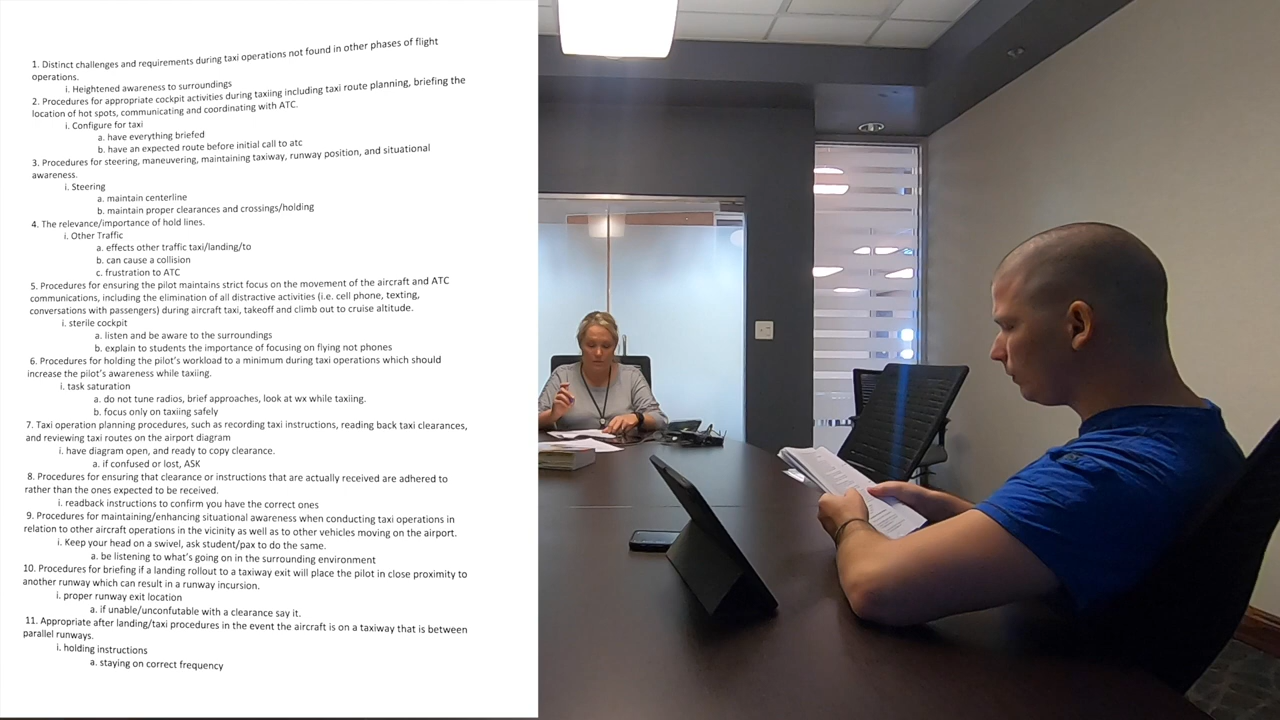 1. Distinct challenges and requirements during taxi operations not found in other phases of flight
operations.
i. Heightened awareness to surroundings
2. Procedures for appropriate cockpit activities during taxiing including taxi route planning, briefing the
location of hot spots, communicating and coordinating with ATC.
i. Configure for taxi
a. have everything briefed
b. have an expected route before initial call to atc
3. Procedures for steering, maneuvering, maintaining taxiway, runway position, and situational
awareness.
i. Steering
a. maintain centerline
b. maintain proper clearances and crossings/holding
4. The relevance/importance of hold lines.
i. Other Traffic
a. effects other traffic taxi/landing/to
b. can cause a collision
c. frustration to ATC
5. Procedures for ensuring the pilot maintains strict focus on the movement of the aircraft and ATC
communications, including the elimination of all distractive activities (i.e. cell phone, texting,
conversations with passengers) during aircraft taxi, takeoff and climb out to cruise altitude.
i. sterile cockpit
a. listen and be aware to the surroundings
b. explain to students the importance of focusing on flying not phones
6. Procedures for holding the pilot's workload to a minimum during taxi operations which should
increase the pilot's awareness while taxiing.
i. task saturation
a. do not tune radios, brief approaches, look at wx while taxiing.
b. focus only on taxiing safely
7. Taxi operation planning procedures, such as recording taxi instructions, reading back taxi clearances,
and reviewing taxi routes on the airport diagram
i. have diagram open, and ready to copy clearance.
a. if confused or lost, ASK
8. Procedures for ensuring that clearance or instructions that are actually received are adhered to
rather than the ones expected to be received.
i. readback instructions to confirm you have the correct ones
9. Procedures for maintaining/enhancing situational awareness when conducting taxi operations in
relation to other aircraft operations in the vicinity as well as to other vehicles moving on the airport.
i. Keep your head on a swivel, ask student/pax to do the same.
a. be listening to what's going on in the surrounding environment
10. Procedures for briefing if a landing rollout to a taxiway exit will place the pilot in close proximity to
another runway which can result in a runway incursion.
i. proper runway exit location
a. if unable/unconfutable with a clearance say it.
11. Appropriate after landing/taxi procedures in the event the aircraft is on a taxiway that is between
parallel runways.
i. holding instructions
a. staying on correct frequency